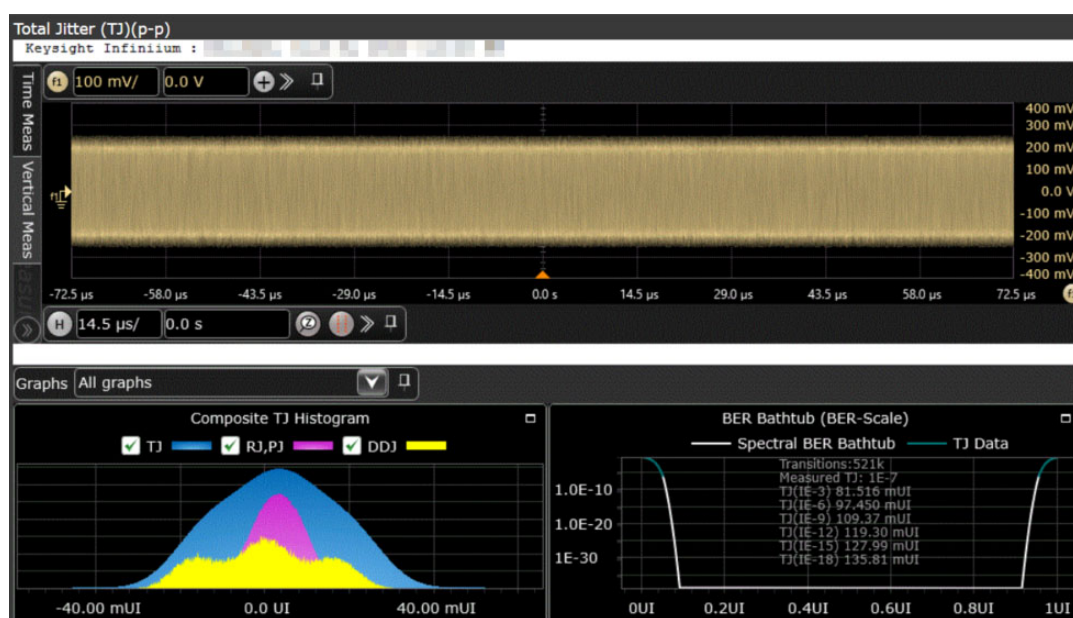 Total Jitter (TJ)(p-p)
Keysight Infiniium :
Time Meas
Vertical Meas
f1 100 mV/ 0.0 V
400 mV
300 mV
200 mV
100 mV
0.0 V
-100 mV
-200 mV
-300 mV
-400 mV
-72.5 µs -58.0 µs -43.5 µs -29.0 µs -14.5 µs 0.0 s 14.5 µs 29.0 µs 43.5 µs 58.0 µs 72.5 µs
H 14.5 µs/ 0.0 s
Graphs All graphs
Composite TJ Histogram
TJ RJ,PJ DDJ
-40.00 mUI 0.0 UI 40.00 mUI
BER Bathtub (BER-Scale)
Spectral BER Bathtub TJ Data
Transitions:521k
Measured TJ: 1E-7
TJ(1E-3) 81.516 mUI
TJ(1E-6) 97.450 mUI
TJ(1E-9) 109.37 mUI
TJ(1E-12) 119.30 mUI
TJ(1E-15) 127.99 mUI
TJ(1E-18) 135.81 mUI
1.0E-10
1.0E-20
1E-30
0UI 0.2UI 0.4UI 0.6UI 0.8UI 1UI